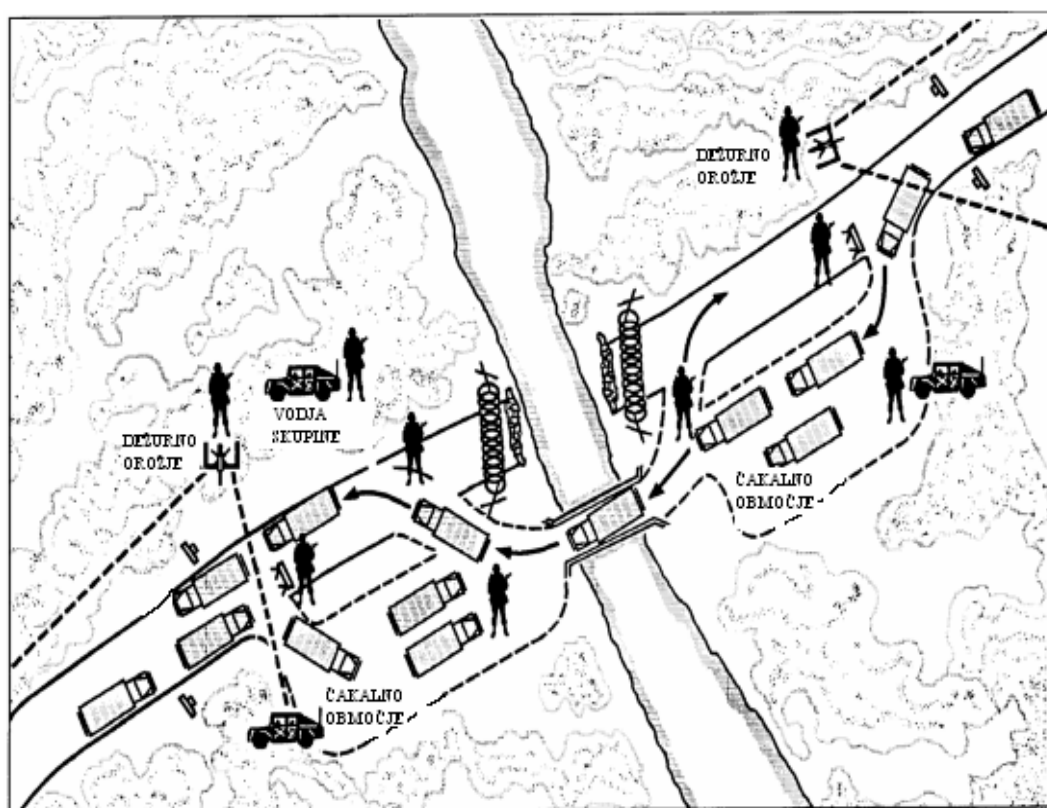 DEŽURNO
OROŽJE
VODJA
SKUPINE
DEŽURNO
OROŽJE
ČAKALNO
OBMOČJE
ČAKALNO
OBMOČJE